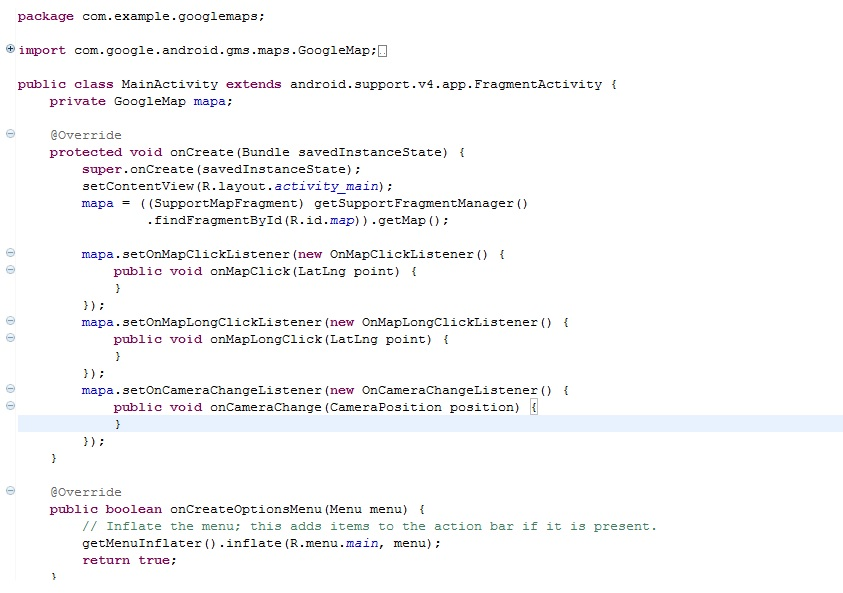 package com.example.googlemaps;
import com.google.android.gms.maps.GoogleMap;
public class MainActivity extends android.support.v4.app.FragmentActivity {
    private GoogleMap mapa;
    @Override
    protected void onCreate(Bundle savedInstanceState) {
        super.onCreate(savedInstanceState);
        setContentView(R.layout.activity_main);
        mapa = ((SupportMapFragment) getSupportFragmentManager()
                .findFragmentById(R.id.map)).getMap();
        mapa.setOnMapClickListener(new OnMapClickListener() {
            public void onMapClick(LatLng point) {
            }
        });
        mapa.setOnMapLongClickListener(new OnMapLongClickListener() {
            public void onMapLongClick(LatLng point) {
            }
        });
        mapa.setOnCameraChangeListener(new OnCameraChangeListener() {
            public void onCameraChange(CameraPosition position) {
            }
        });
    }
    @Override
    public boolean onCreateOptionsMenu(Menu menu) {
        // Inflate the menu; this adds items to the action bar if it is present.
        getMenuInflater().inflate(R.menu.main, menu);
        return true;
    }